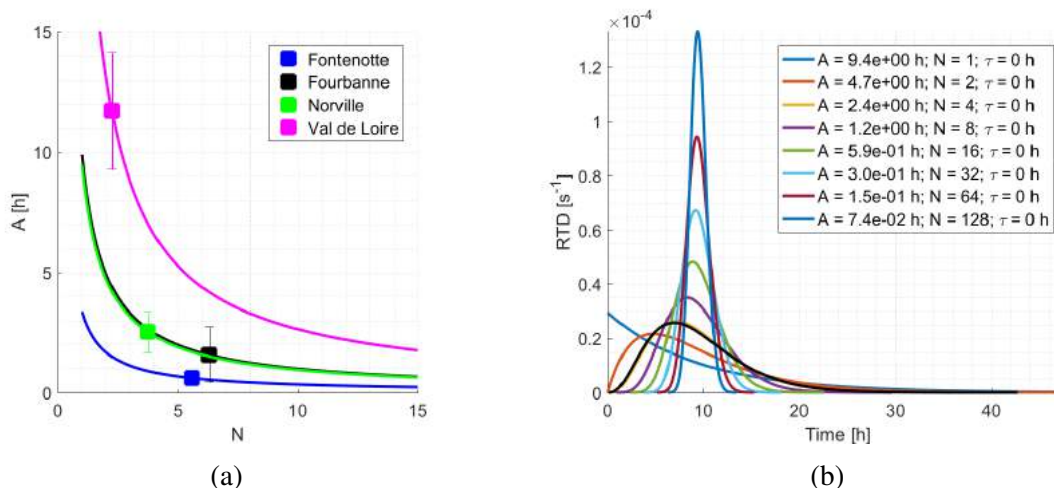 15
10
5
0
0
5
10
15
A [h]
N
Fontenotte
Fourbanne
Norville
Val de Loire
(a)
×10⁻⁴
1.2
1
0.8
0.6
0.4
0.2
0
0
10
20
30
40
RTD [s⁻¹]
Time [h]
A = 9.4e+00 h; N = 1; τ = 0 h
A = 4.7e+00 h; N = 2; τ = 0 h
A = 2.4e+00 h; N = 4; τ = 0 h
A = 1.2e+00 h; N = 8; τ = 0 h
A = 5.9e-01 h; N = 16; τ = 0 h
A = 3.0e-01 h; N = 32; τ = 0 h
A = 1.5e-01 h; N = 64; τ = 0 h
A = 7.4e-02 h; N = 128; τ = 0 h
(b)